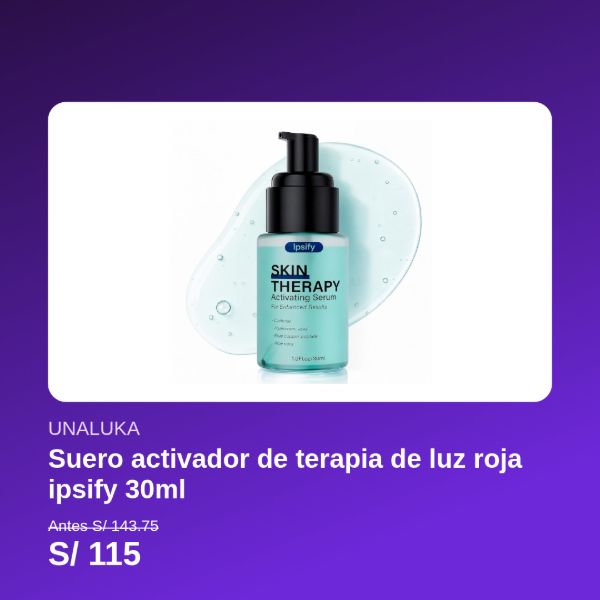 Ipsify
SKIN
THERAPY
Activating Serum
For Enhanced Results
UNALUKA
Suero activador de terapia de luz roja
ipsify 30ml
Antes S/ 143.75
S/ 115